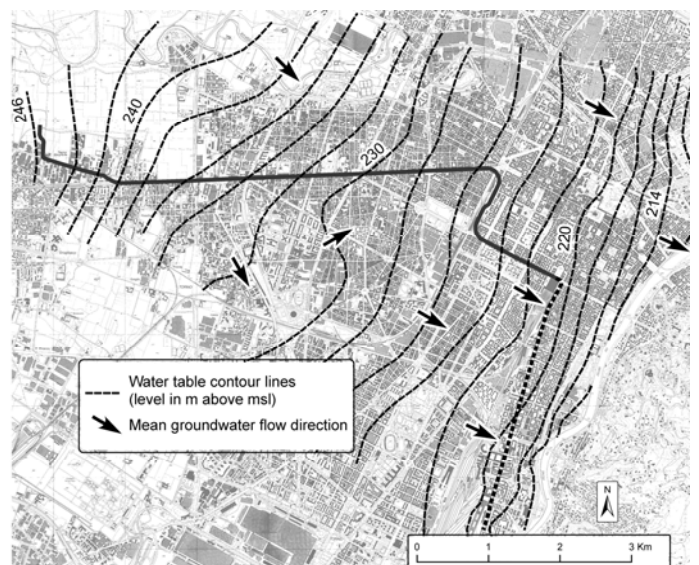 246
240
230
220
214
Water table contour lines
(level in m above msl)
Mean groundwater flow direction
N
0 1 2 3 Km